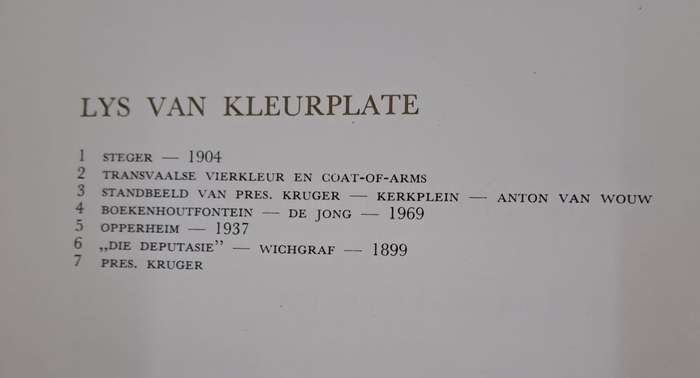 LYS VAN KLEURPLATE
1 STEGER — 1904
2 TRANSVAALSE VIERKLEUR EN COAT-OF-ARMS
3 STANDBEELD VAN PRES. KRUGER — KERKPLEIN — ANTON VAN WOUW
4 BOEKENHOUTFONTEIN — DE JONG — 1969
5 OPPERHEIM — 1937
6 „DIE DEPUTASIE” — WICHGRAF — 1899
7 PRES. KRUGER